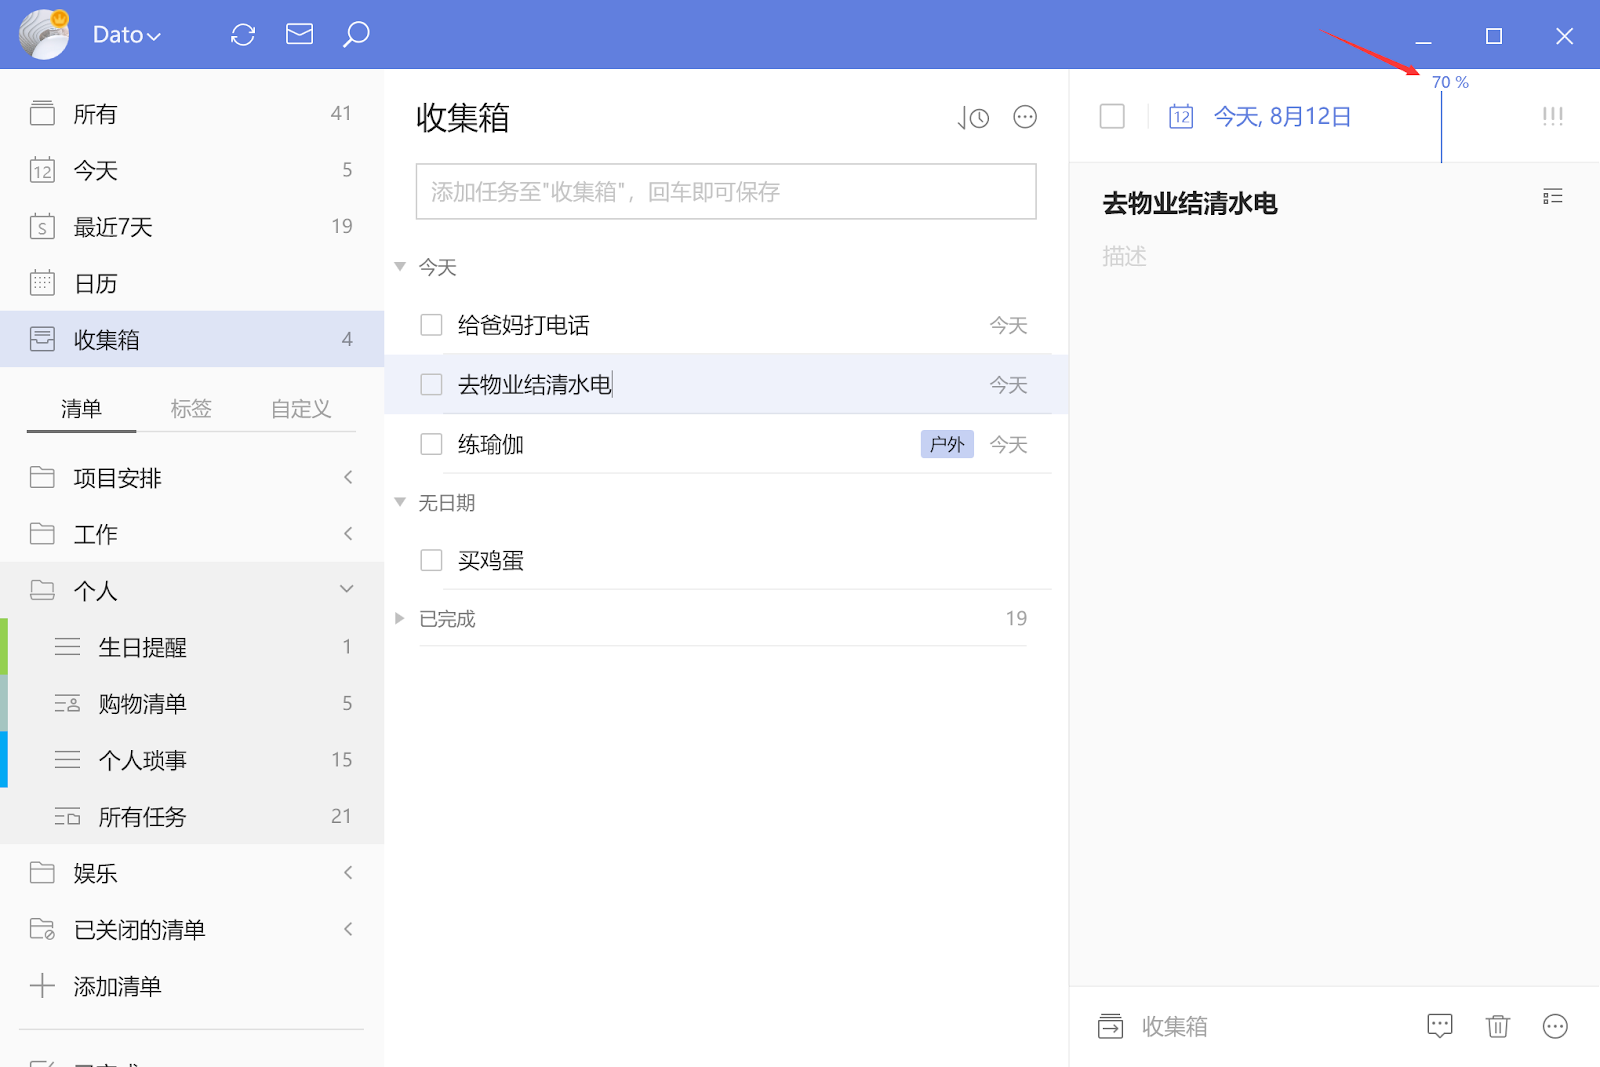 Dato
所有 41
12 今天 5
S 最近7天 19
日历
收集箱 4
清单 标签 自定义
项目安排
工作
个人
生日提醒 1
购物清单 5
个人琐事 15
所有任务 21
娱乐
已关闭的清单
添加清单
收集箱
添加任务至"收集箱"，回车即可保存
今天
给爸妈打电话 今天
去物业结清水电 今天
练瑜伽 户外 今天
无日期
买鸡蛋
已完成 19
70 %
12 今天, 8月12日 !!!
去物业结清水电
描述
收集箱